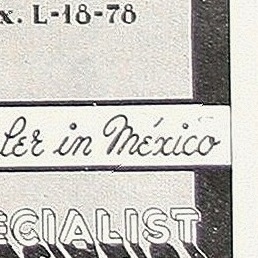 x. L-18-78
ler in México
ECIALIST